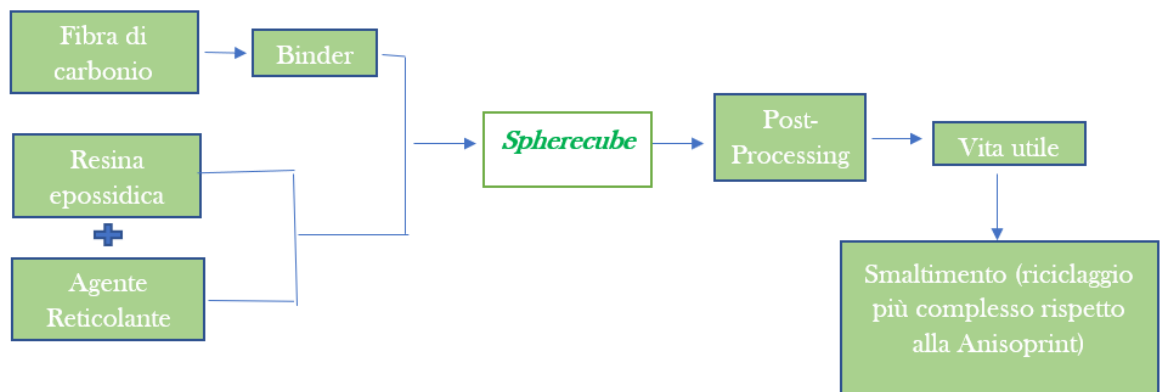 Fibra di
carbonio
Binder
Resina
epossidica
Agente
Reticolante
Spherecube
Post-
Processing
Vita utile
Smaltimento (riciclaggio
più complesso rispetto
alla Anisoprint)